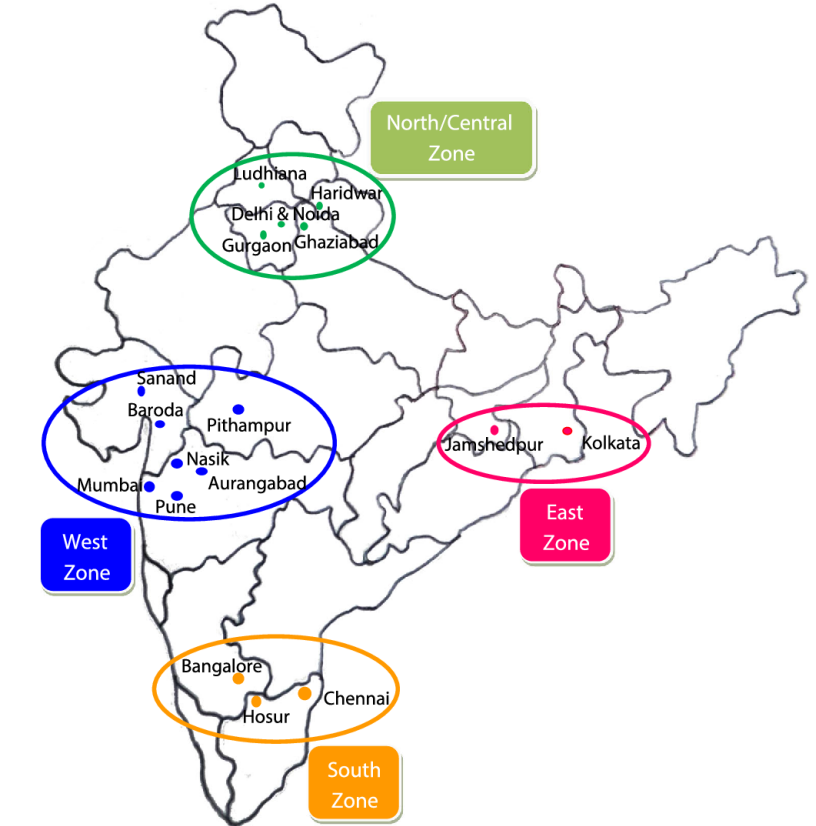 North/Central
Zone
Ludhiana
Haridwar
Delhi & Noida
Gurgaon
Ghaziabad
Sanand
Baroda
Pithampur
Nasik
Mumbai
Aurangabad
Pune
West
Zone
Jamshedpur
Kolkata
East
Zone
Bangalore
Chennai
Hosur
South
Zone